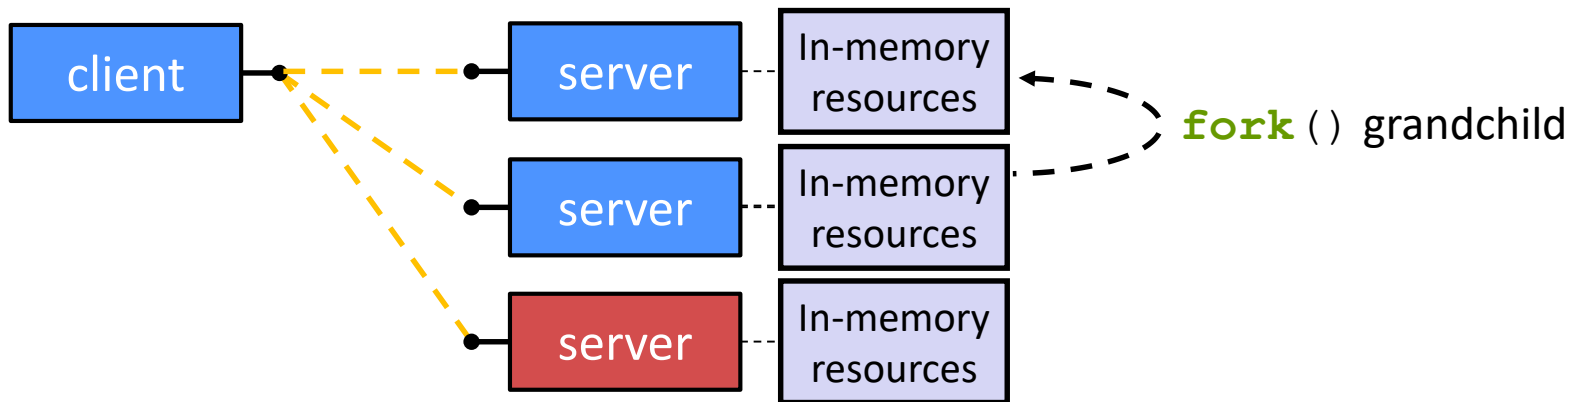 client
server
In-memory
resources
fork() grandchild
server
In-memory
resources
server
In-memory
resources